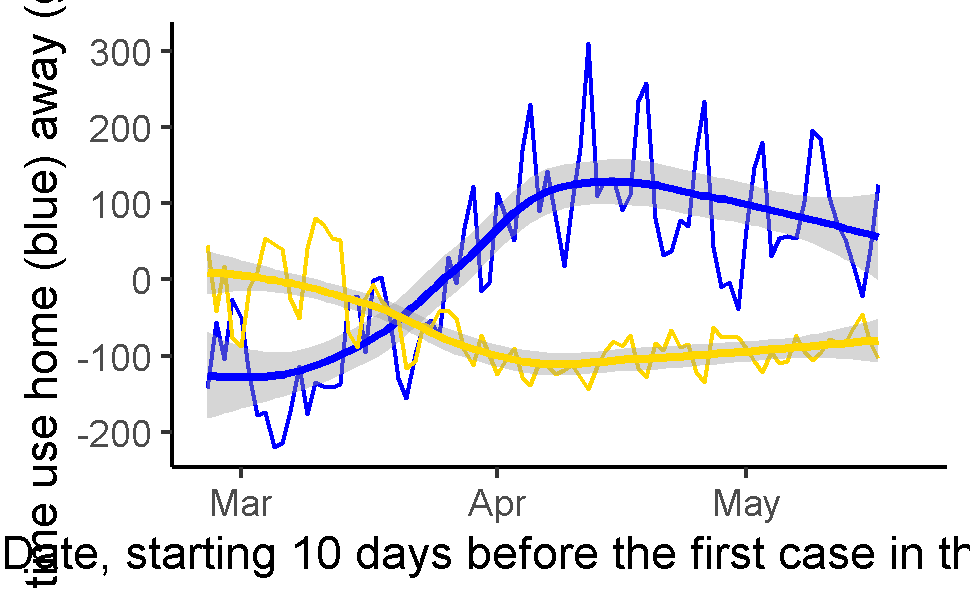 time use home (blue) away (
300
200
100
0
-100
-200
Mar
Apr
May
Date, starting 10 days before the first case in th